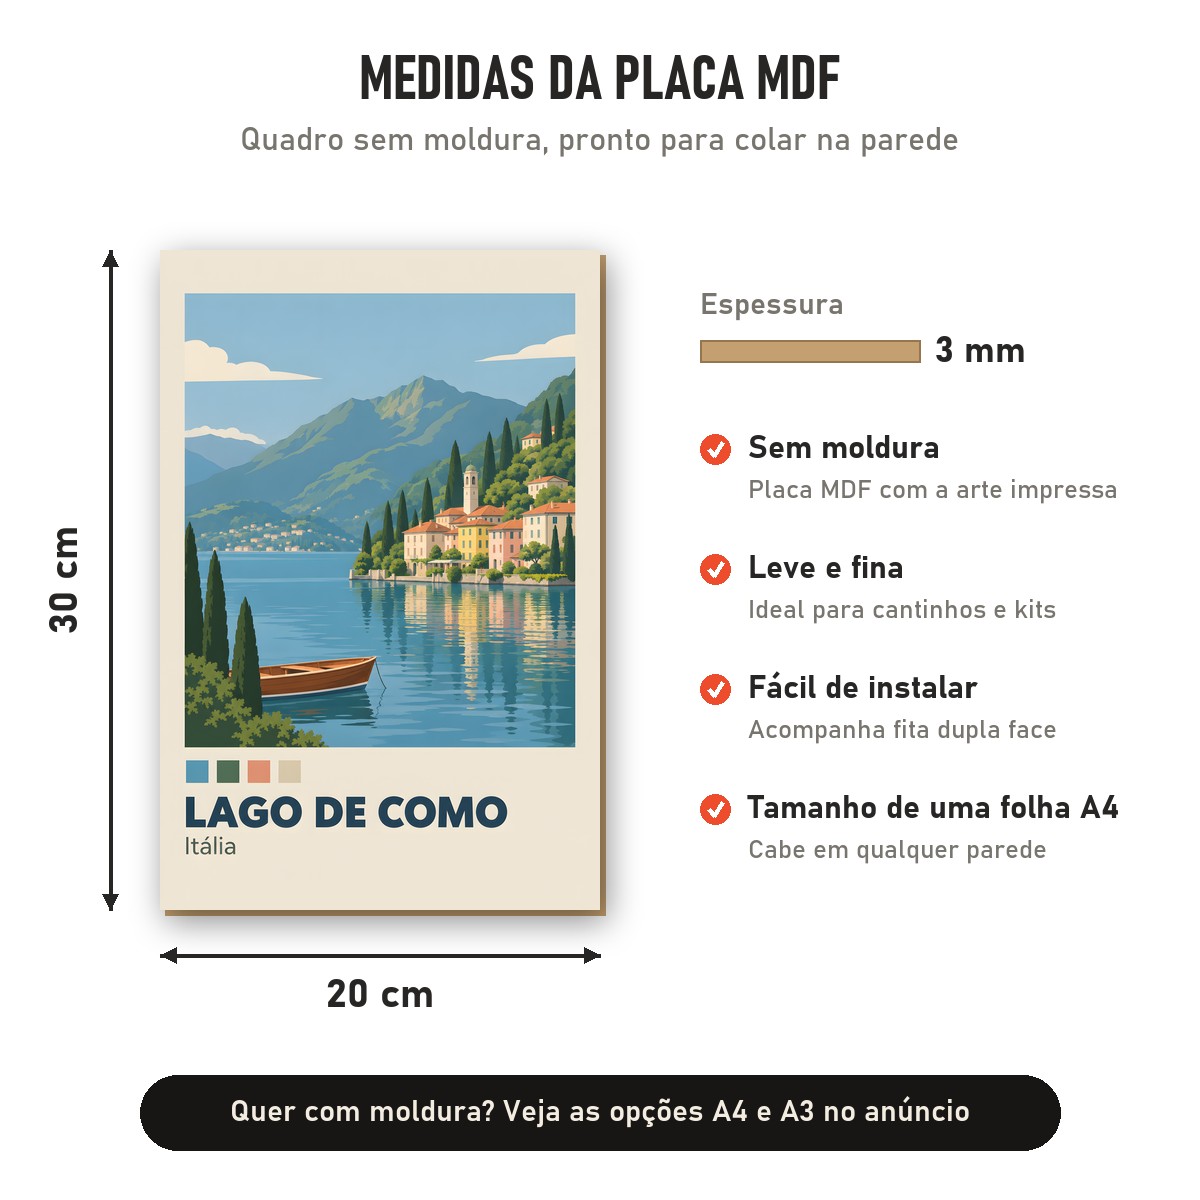 MEDIDAS DA PLACA MDF
Quadro sem moldura, pronto para colar na parede
30 cm
LAGO DE COMO
Itália
20 cm
Espessura
3 mm
Sem moldura
Placa MDF com a arte impressa
Leve e fina
Ideal para cantinhos e kits
Fácil de instalar
Acompanha fita dupla face
Tamanho de uma folha A4
Cabe em qualquer parede
Quer com moldura? Veja as opções A4 e A3 no anúncio